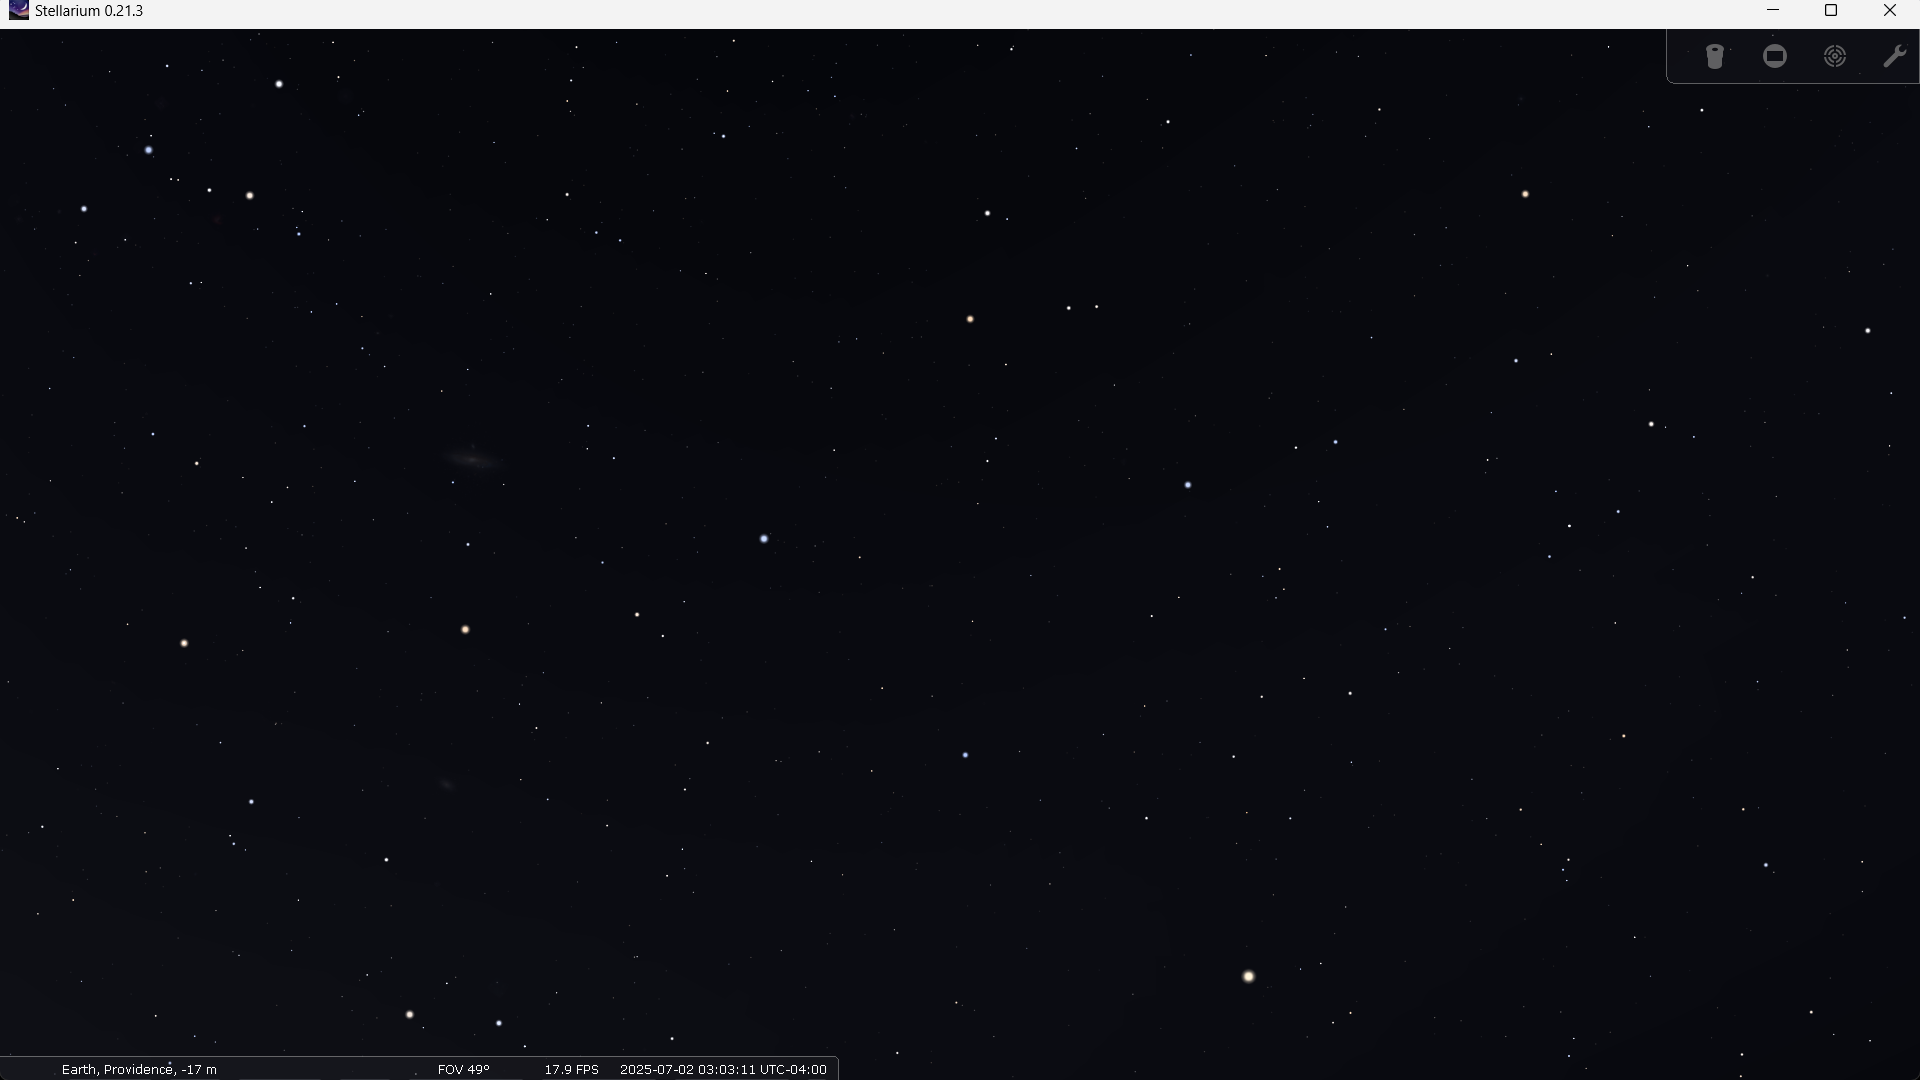 Stellarium 0.21.3
Earth, Providence, -17 m FOV 49° 17.9 FPS 2025-07-02 03:03:11 UTC-04:00